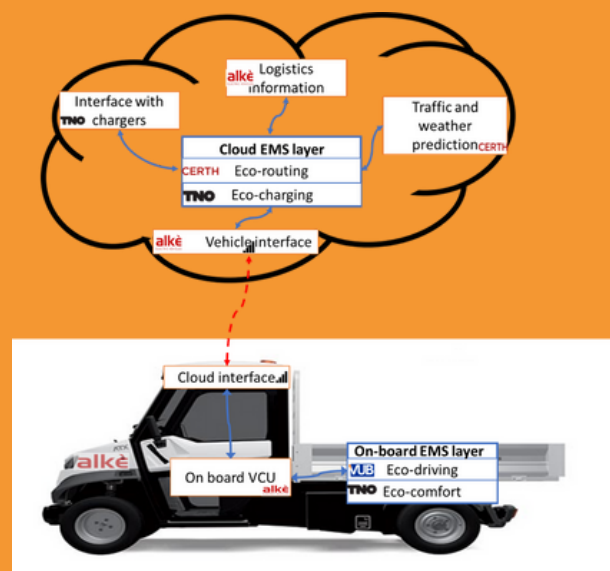 alkè Logistics
information
Interface with
TNO chargers
Traffic and
weather
prediction CERTH
Cloud EMS layer
CERTH Eco-routing
TNO Eco-charging
alkè Vehicle interface
Cloud interface
alkè
On board VCU
alkè
On-board EMS layer
VUB Eco-driving
TNO Eco-comfort